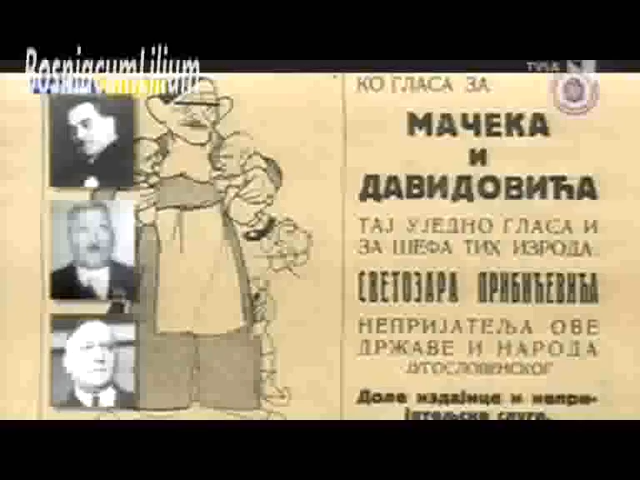 BosniacumLilium
КО ГЛАСА ЗА
МАЧЕКА
И
ДАВИДОВИЋА
ТАЈ УЈЕДНО ГЛАСА И
ЗА ШЕФА ТИХ ИЗРОДА
СВЕТОЗАРА ПРИБИЋЕВИЋА
НЕПРИЈАТЕЉА ОВЕ
ДРЖАВЕ И НАРОДА
ЈУГОСЛОВЕНСКОГ
Доле издајице и непри-
јатељске слуге.